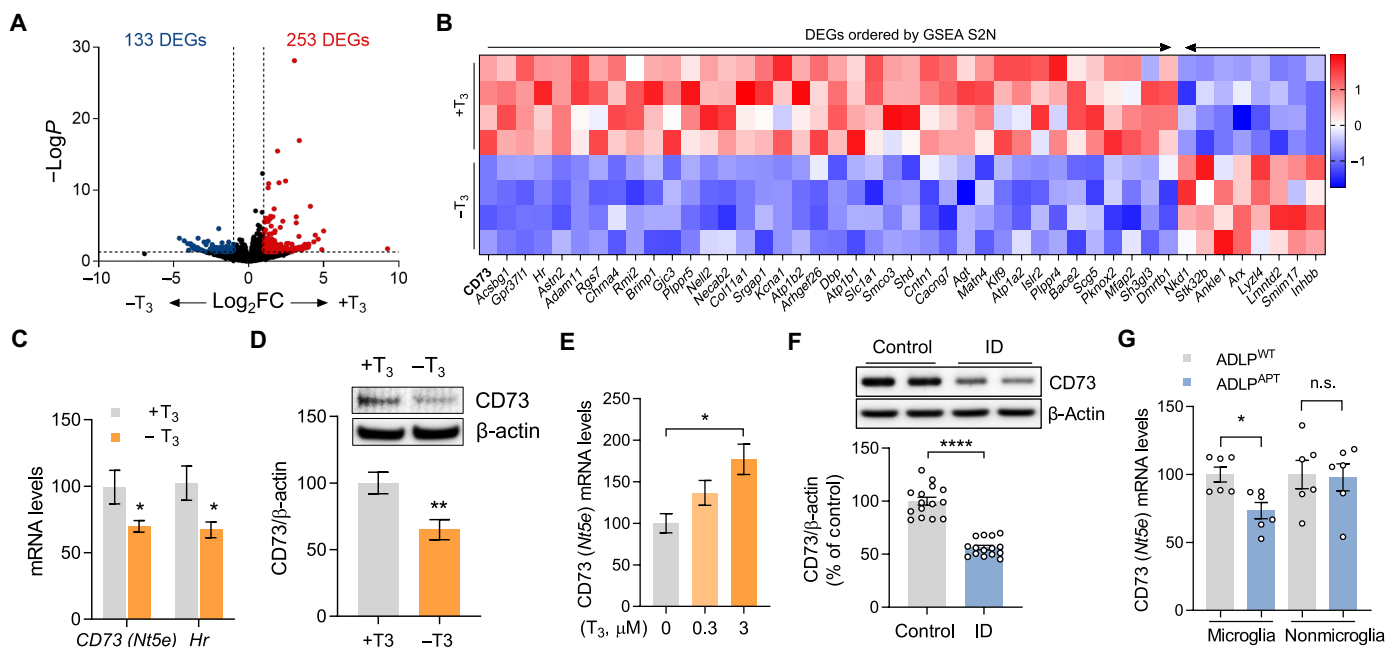 A
133 DEGs
253 DEGs
30
20
10
0
−LogP
−10
−5
0
5
10
−T3
Log2FC
+T3
B
DEGs ordered by GSEA S2N
+T3
−T3
1
0
−1
CD73
Acsbg1
Gpr37l1
Hr
Astn2
Adam11
Rgs7
Chrna4
Rmi2
Brinp1
Gjc3
Plppr5
Nell2
Necab2
Col11a1
Srgap1
Kcna1
Atp1b2
Arhgef26
Dbp
Atp1b1
Slc1a1
Smco3
Shd
Cntn1
Cacng7
Agt
Matn4
Klf9
Atp1a2
Islr2
Plppr4
Bace2
Scg5
Pknox2
Mfap2
Sh3gl3
Dmrtb1
Nkd1
Stk32b
Ankle1
Arx
Lyzl4
Lmntd2
Smim17
Inhbb
C
+T3
− T3
mRNA levels
150
100
50
0
*
*
CD73 (Nt5e)
Hr
D
+T3
−T3
CD73
β-actin
CD73/β-actin
150
100
50
0
**
+T3
−T3
E
CD73 (Nt5e) mRNA levels
250
200
150
100
50
0
*
(T3, μM)
0
0.3
3
F
Control
ID
CD73
β-Actin
CD73/β-actin
(% of control)
150
100
50
0
****
Control
ID
G
ADLPWT
ADLPAPT
n.s.
*
CD73 (Nt5e) mRNA levels
150
100
50
0
Microglia
Nonmicroglia